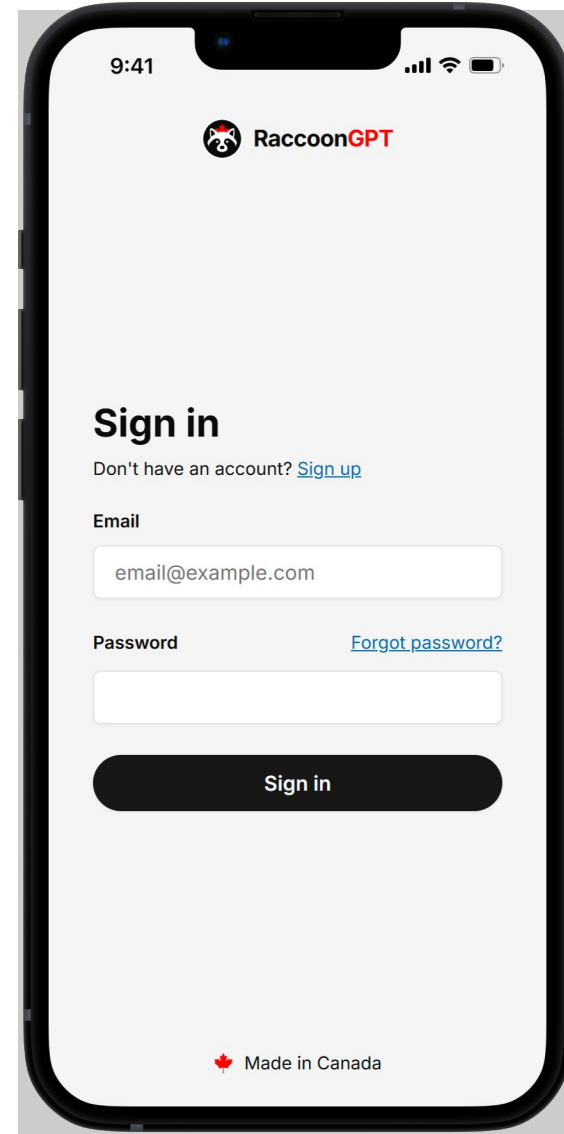 9:41
RaccoonGPT
Sign in
Don't have an account? Sign up
Email
email@example.com
Password Forgot password?
Sign in
Made in Canada